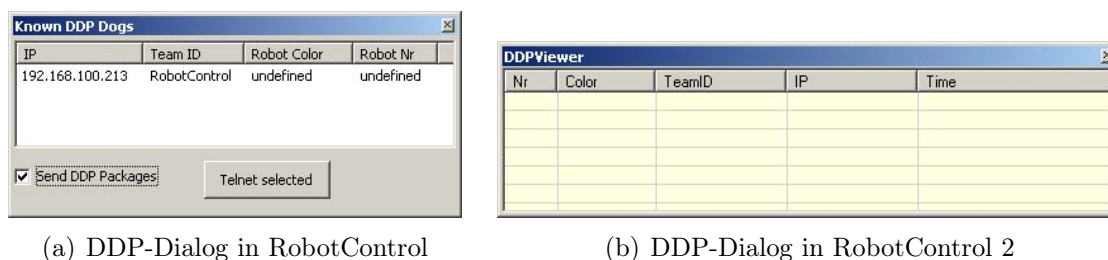 Known DDP Dogs
IP Team ID Robot Color Robot Nr
192.168.100.213 RobotControl undefined undefined
Send DDP Packages
Telnet selected
(a) DDP-Dialog in RobotControl
DDPViewer
Nr Color TeamID IP Time
(b) DDP-Dialog in RobotControl 2